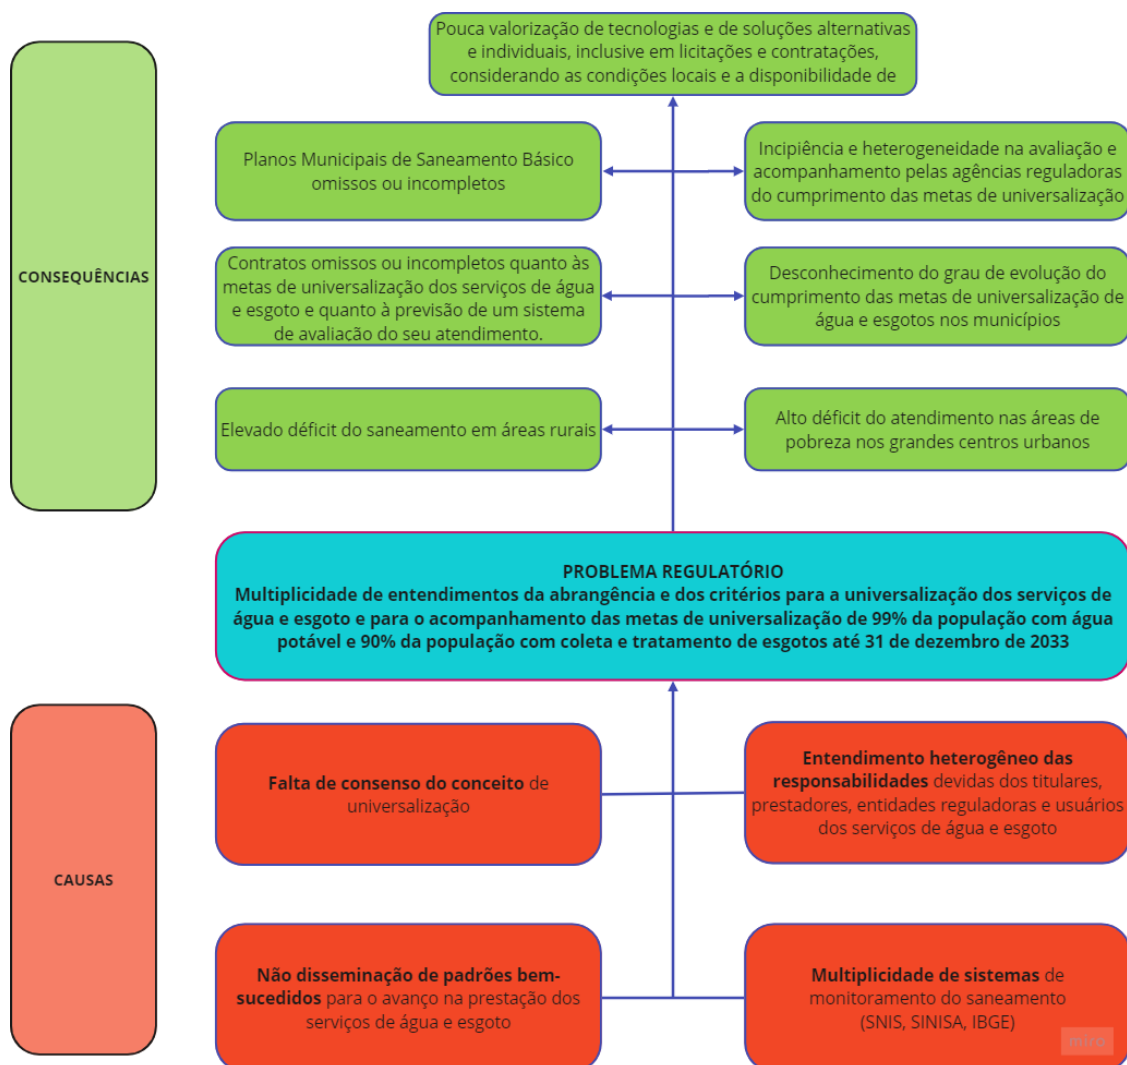 Pouca valorização de tecnologias e de soluções alternativas
e individuais, inclusive em licitações e contratações,
considerando as condições locais e a disponibilidade de
Planos Municipais de Saneamento Básico
omissos ou incompletos
Incipiência e heterogeneidade na avaliação e
acompanhamento pelas agências reguladoras
do cumprimento das metas de universalização
CONSEQUÊNCIAS
Contratos omissos ou incompletos quanto às
metas de universalização dos serviços de água
e esgoto e quanto à previsão de um sistema
de avaliação do seu atendimento.
Desconhecimento do grau de evolução do
cumprimento das metas de universalização de
água e esgotos nos municípios
Elevado déficit do saneamento em áreas rurais
Alto déficit do atendimento nas áreas de
pobreza nos grandes centros urbanos
PROBLEMA REGULATÓRIO
Multiplicidade de entendimentos da abrangência e dos critérios para a universalização dos serviços de
água e esgoto e para o acompanhamento das metas de universalização de 99% da população com água
potável e 90% da população com coleta e tratamento de esgotos até 31 de dezembro de 2033
CAUSAS
Falta de consenso do conceito de
universalização
Entendimento heterogêneo das
responsabilidades devidas dos titulares,
prestadores, entidades reguladoras e usuários
dos serviços de água e esgoto
Não disseminação de padrões bem-
sucedidos para o avanço na prestação dos
serviços de água e esgoto
Multiplicidade de sistemas de
monitoramento do saneamento
(SNIS, SINISA, IBGE)
miro